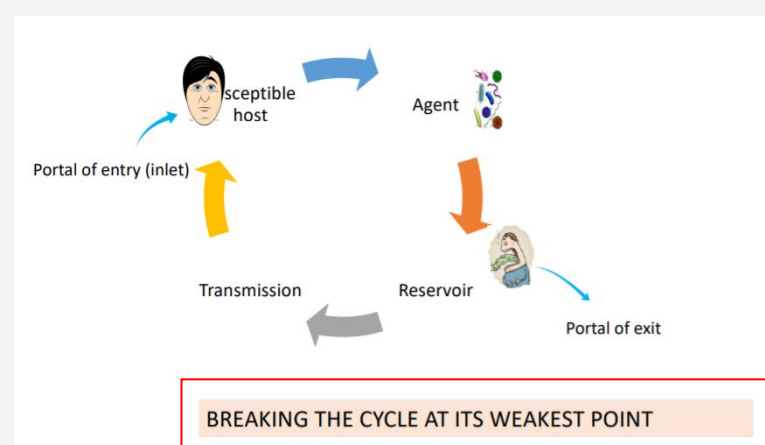 sceptible
host
Agent
Portal of entry (inlet)
Transmission
Reservoir
Portal of exit
BREAKING THE CYCLE AT ITS WEAKEST POINT